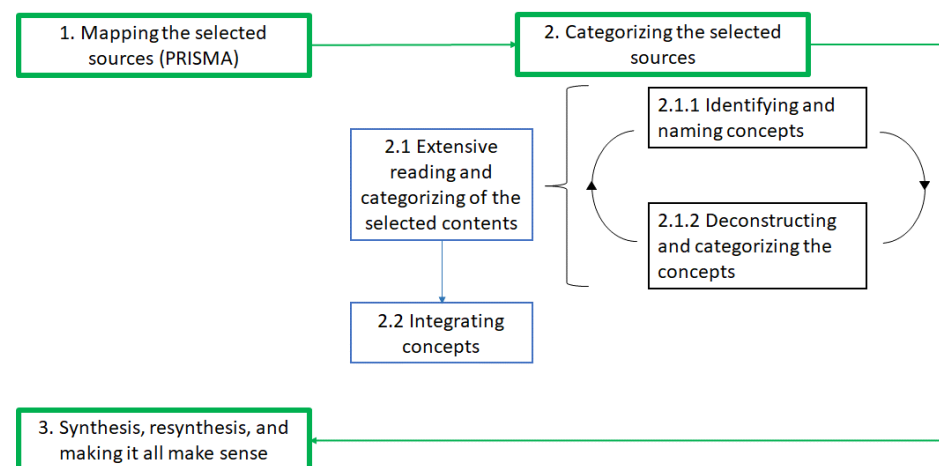 1. Mapping the selected
sources (PRISMA)
2. Categorizing the selected
sources
2.1 Extensive
reading and
categorizing of the
selected contents
2.1.1 Identifying and
naming concepts
2.1.2 Deconstructing
and categorizing the
concepts
2.2 Integrating
concepts
3. Synthesis, resynthesis, and
making it all make sense